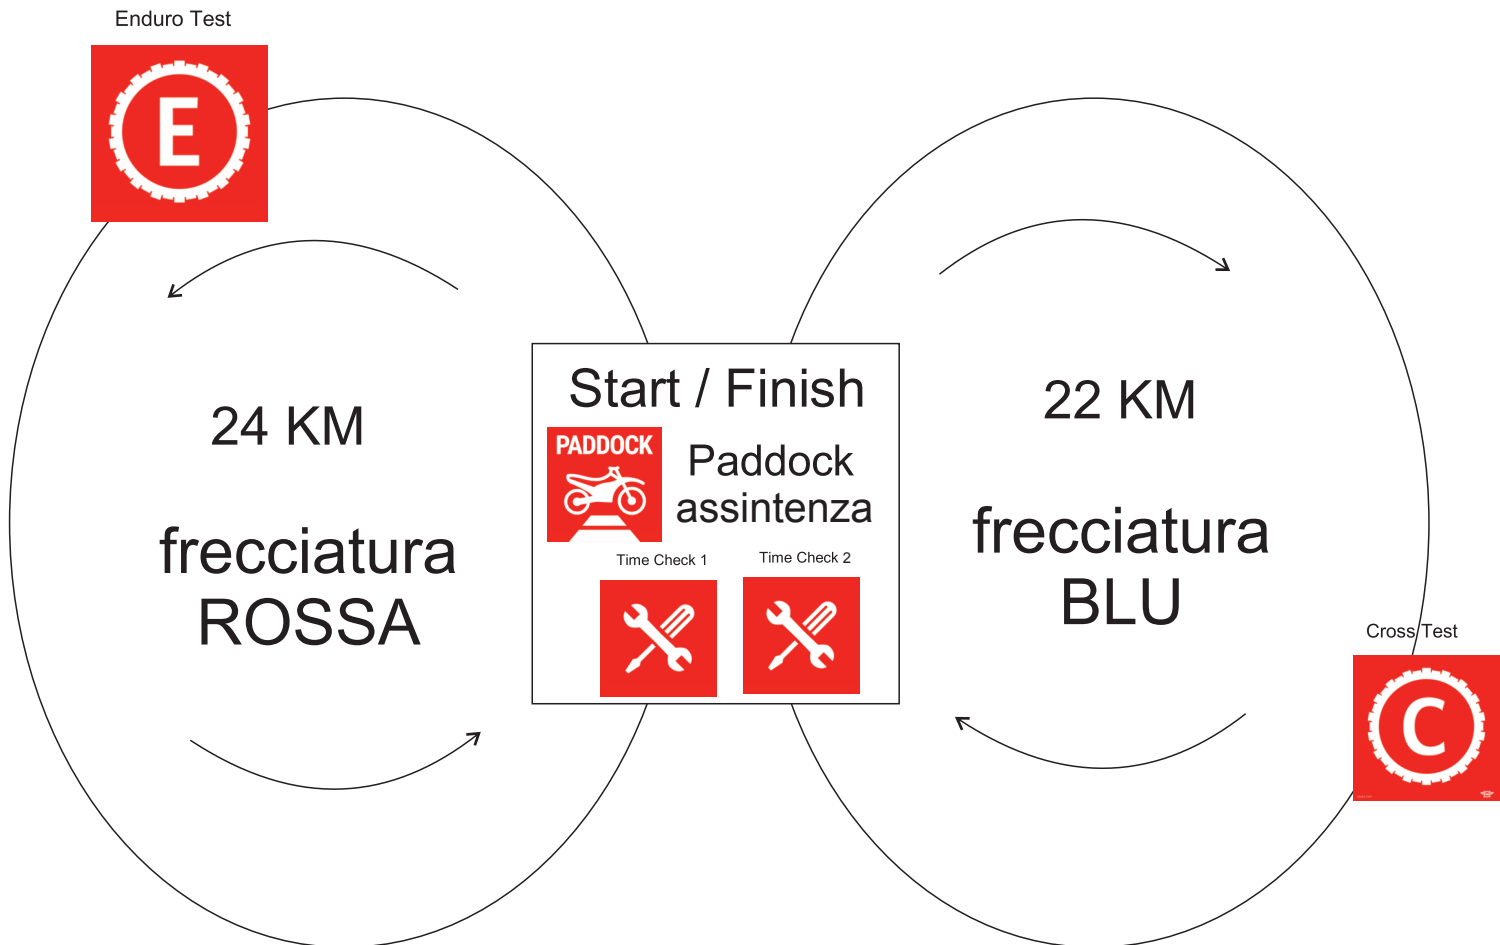 Enduro Test
E
24 KM
frecciatura
ROSSA
Start / Finish
PADDOCK
Paddock
assintenza
Time Check 1
Time Check 2
22 KM
frecciatura
BLU
Cross Test
C